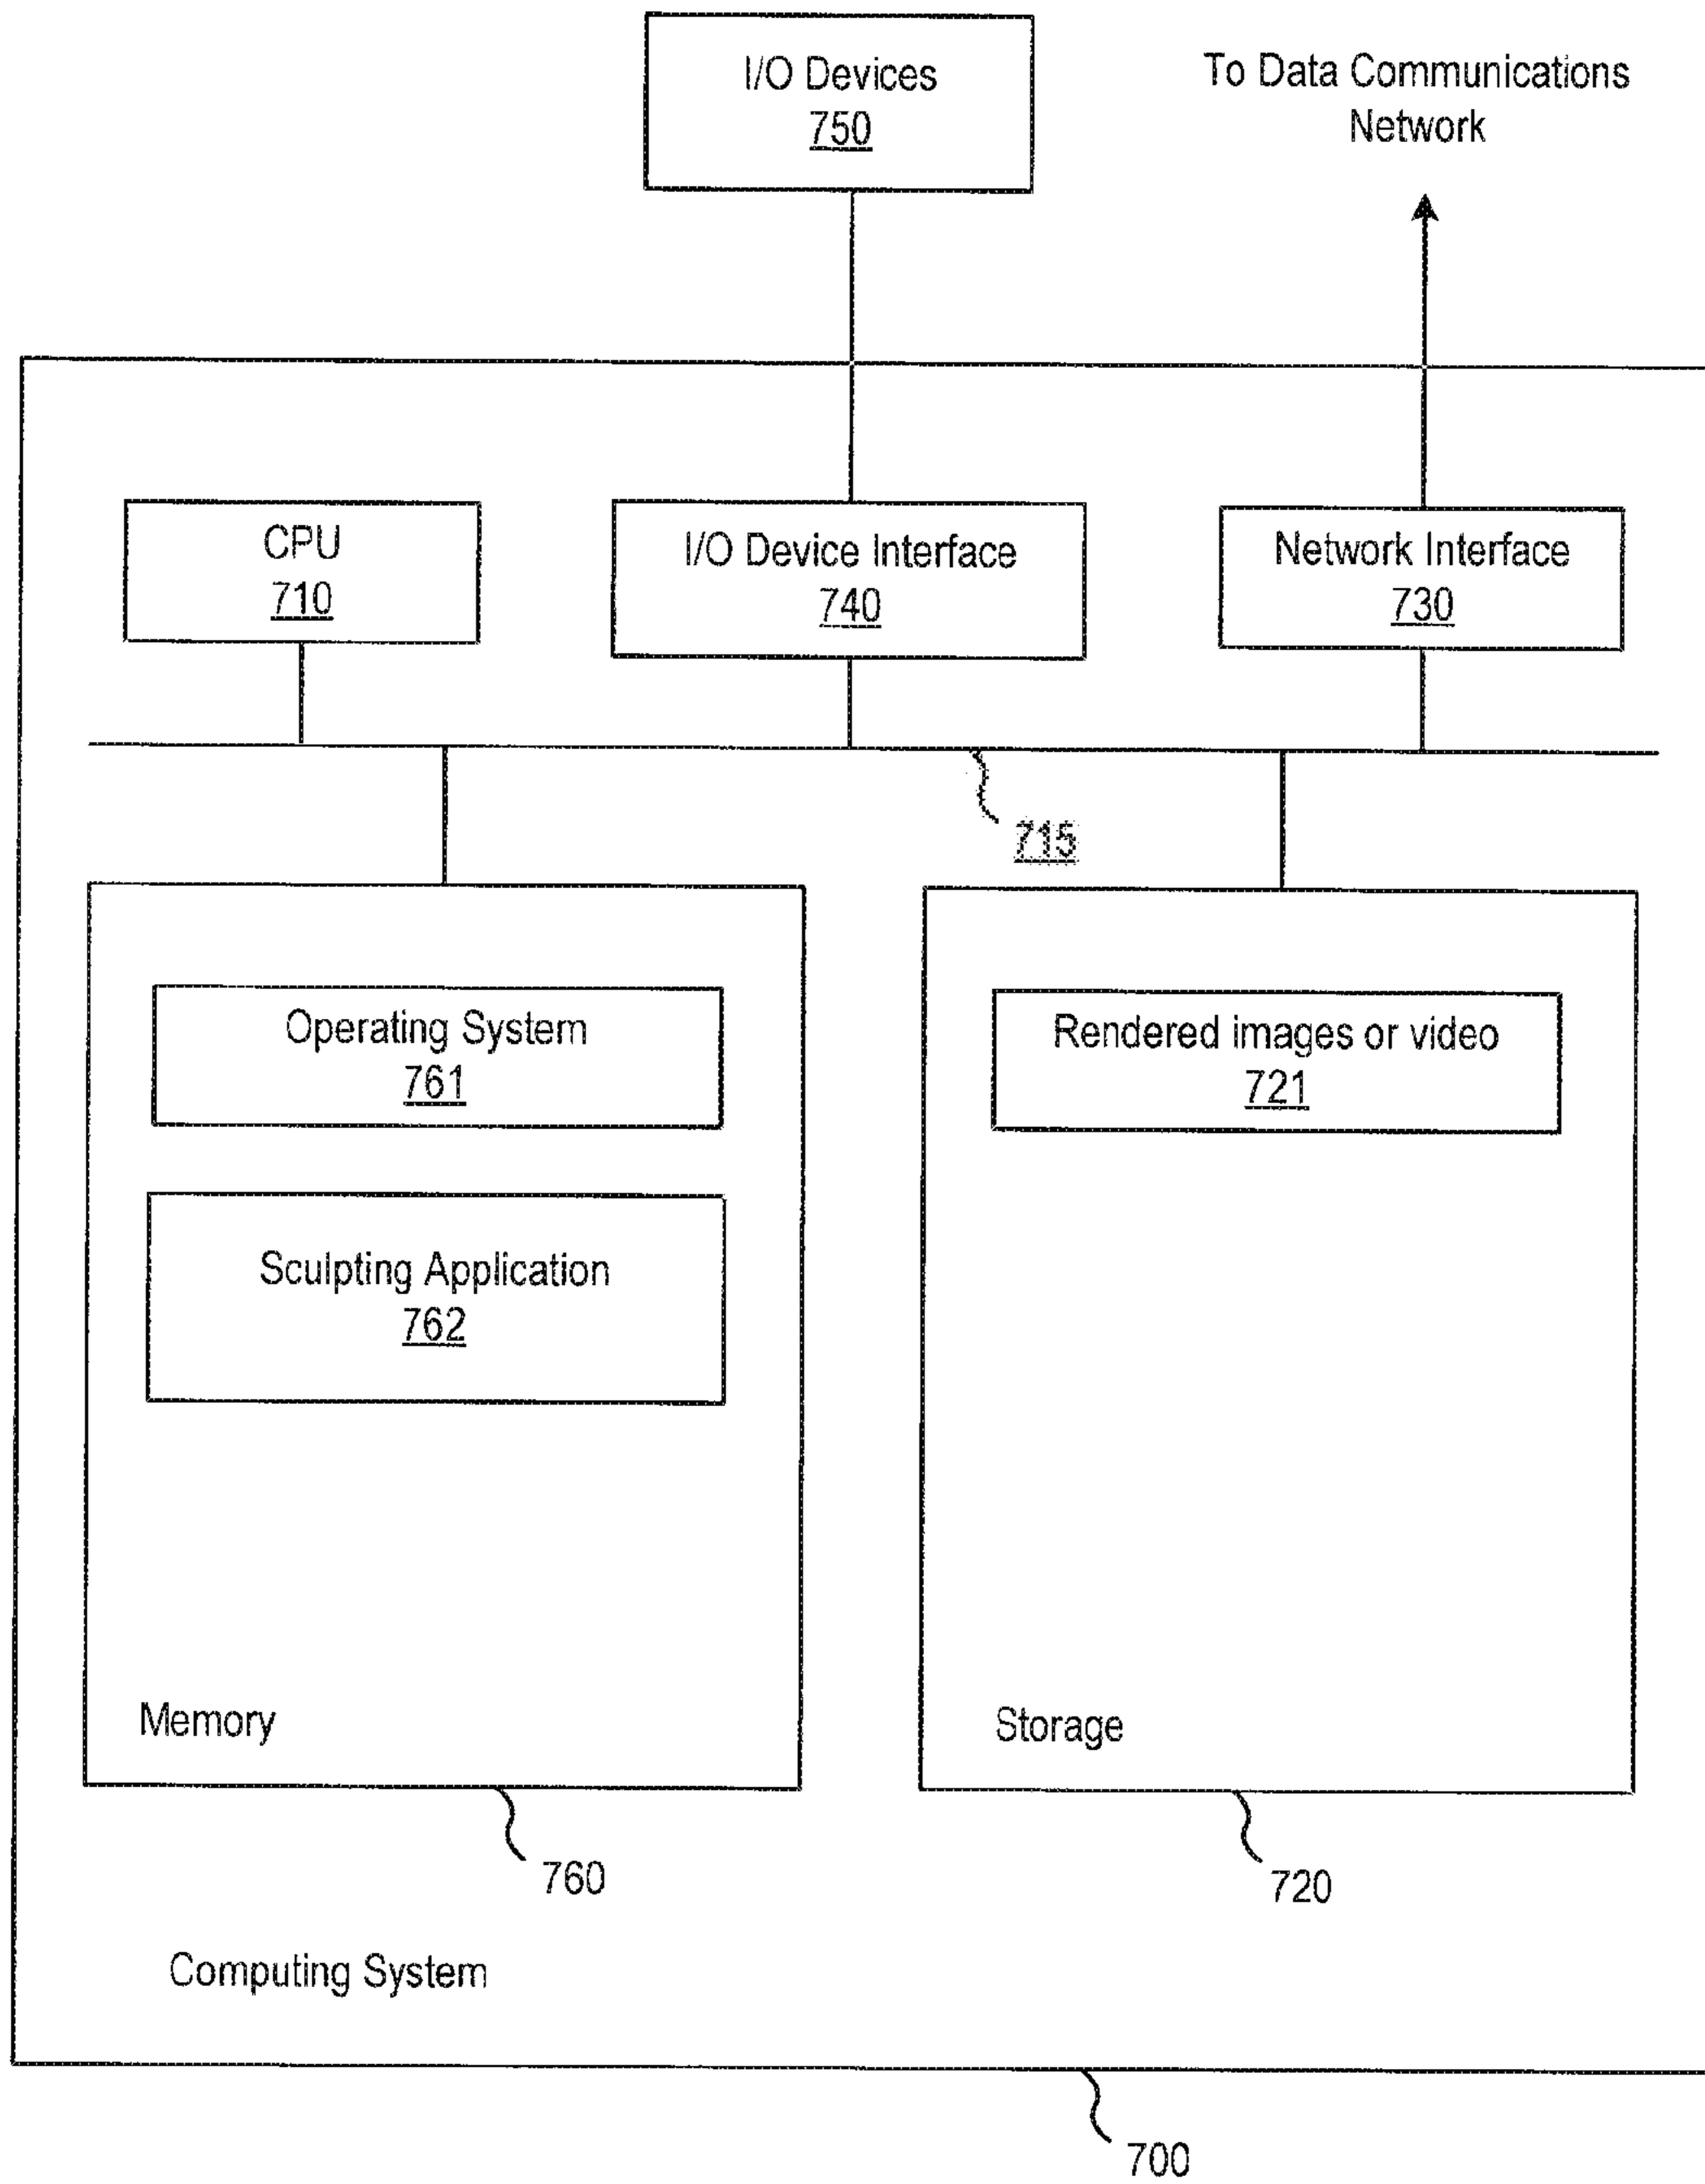 I/O Devices
750
To Data Communications
Network
CPU
710
I/O Device Interface
740
Network Interface
730
715
Operating System
761
Sculpting Application
762
Memory
760
Rendered images or video
721
Storage
720
Computing System
700